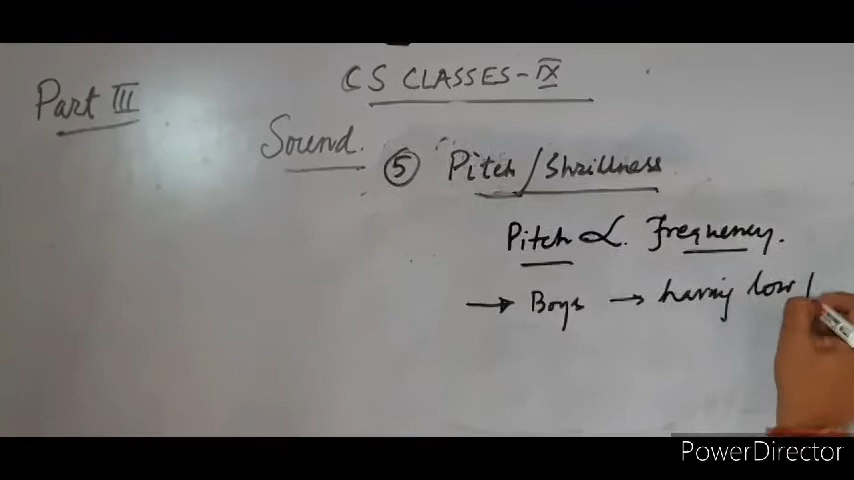 CS CLASSES-IX
Part III
Sound.
⑤ Pitch/Shrillness
Pitch ∝ Frequency.
→ Boys → having low
PowerDirector